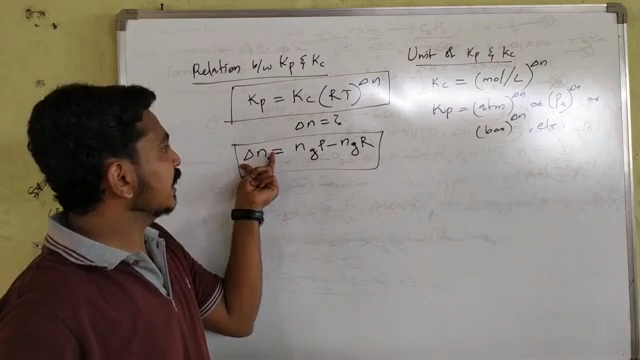 Relation b/w Kp & Kc
Kp = Kc (RT)^Δn
Δn = ?
Δn = ngP - ngR
Unit of Kp & Kc
Kc = (mol/L)^Δn
Kp = (atm)^Δn or (Pa)^Δn or
(bar)^Δn, etc.